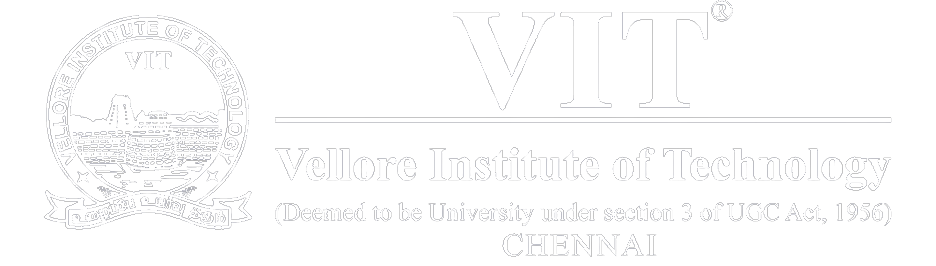 VELLORE INSTITUTE OF TECHNOLOGY
VIT
VIT®
Vellore Institute of Technology
(Deemed to be University under section 3 of UGC Act, 1956)
CHENNAI